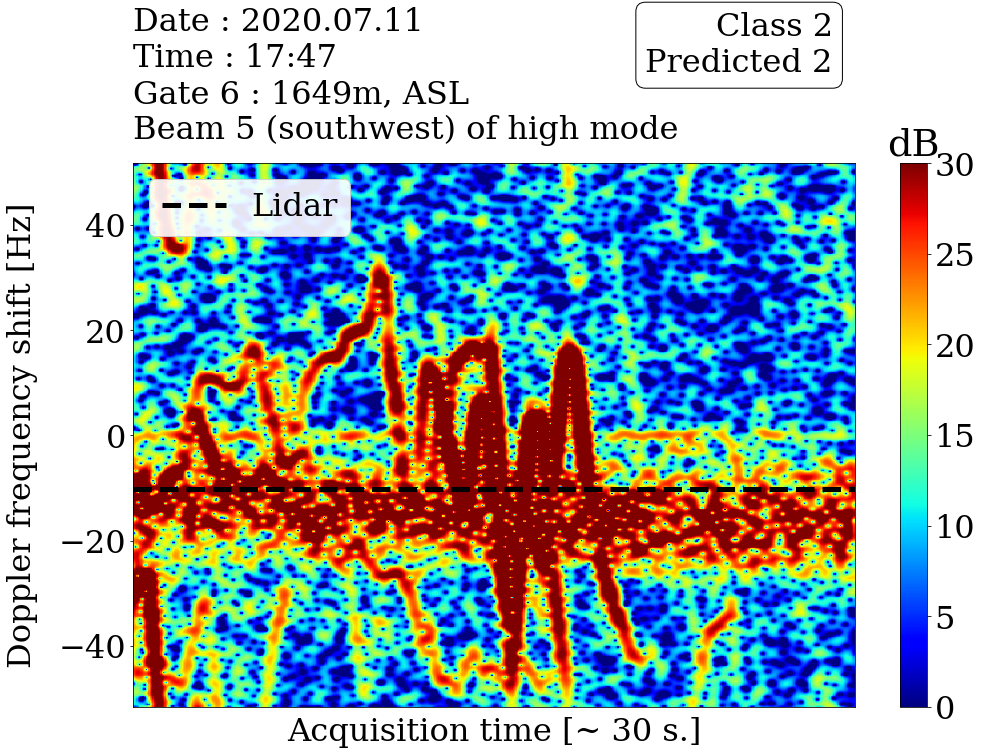 Date : 2020.07.11
Time : 17:47
Gate 6 : 1649m, ASL
Beam 5 (southwest) of high mode
Class 2
Predicted 2
dB
Lidar
Doppler frequency shift [Hz]
40
20
0
−20
−40
30
25
20
15
10
5
0
Acquisition time [~ 30 s.]